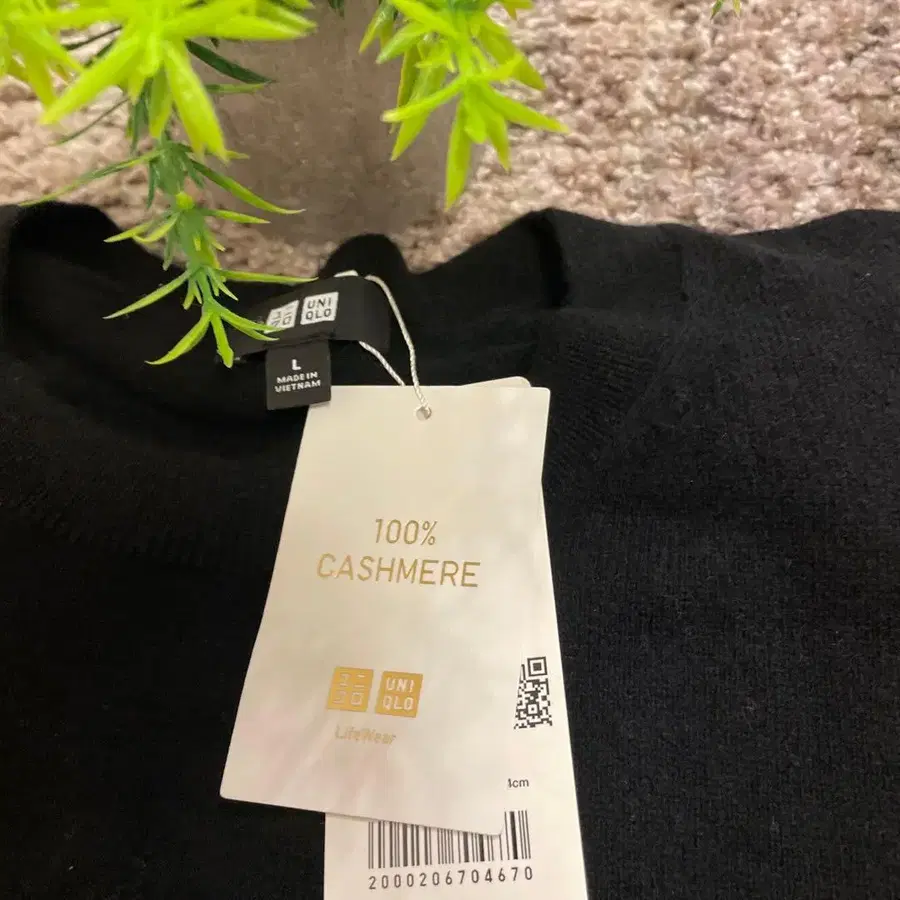 UNI
QLO
L
MADE IN
VIETNAM
100%
CASHMERE
UNI
QLO
LifeWear
cm
2000206704670